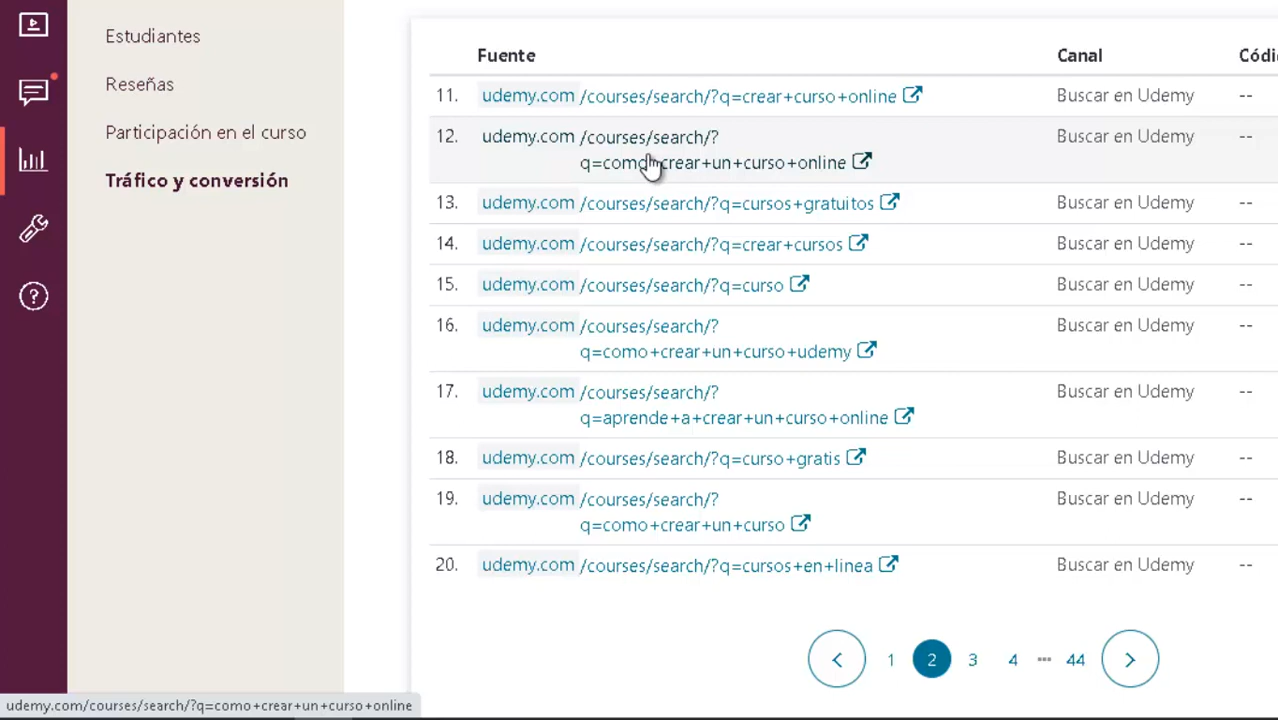 Estudiantes
Reseñas
Participación en el curso
Tráfico y conversión
Fuente Canal Códi
11. udemy.com /courses/search/?q=crear+curso+online Buscar en Udemy --
12. udemy.com /courses/search/? Buscar en Udemy --
q=como+crear+un+curso+online
13. udemy.com /courses/search/?q=cursos+gratuitos Buscar en Udemy --
14. udemy.com /courses/search/?q=crear+cursos Buscar en Udemy --
15. udemy.com /courses/search/?q=curso Buscar en Udemy --
16. udemy.com /courses/search/? Buscar en Udemy --
q=como+crear+un+curso+udemy
17. udemy.com /courses/search/? Buscar en Udemy --
q=aprende+a+crear+un+curso+online
18. udemy.com /courses/search/?q=curso+gratis Buscar en Udemy --
19. udemy.com /courses/search/? Buscar en Udemy --
q=como+crear+un+curso
20. udemy.com /courses/search/?q=cursos+en+linea Buscar en Udemy --
1 2 3 4 ••• 44
udemy.com/courses/search/?q=como+crear+un+curso+online